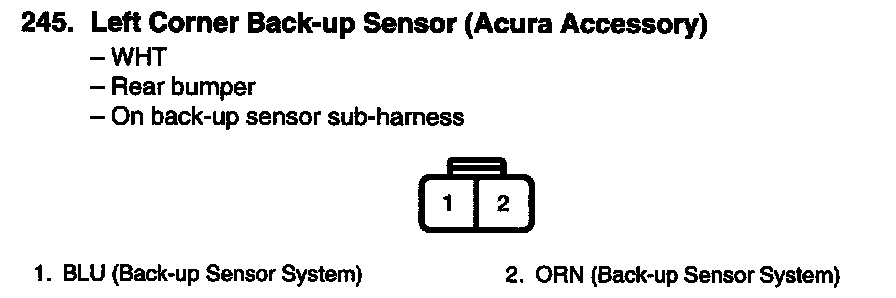 245. Left Corner Back-up Sensor (Acura Accessory)
– WHT
– Rear bumper
– On back-up sensor sub-harness
1 2
1. BLU (Back-up Sensor System) 2. ORN (Back-up Sensor System)